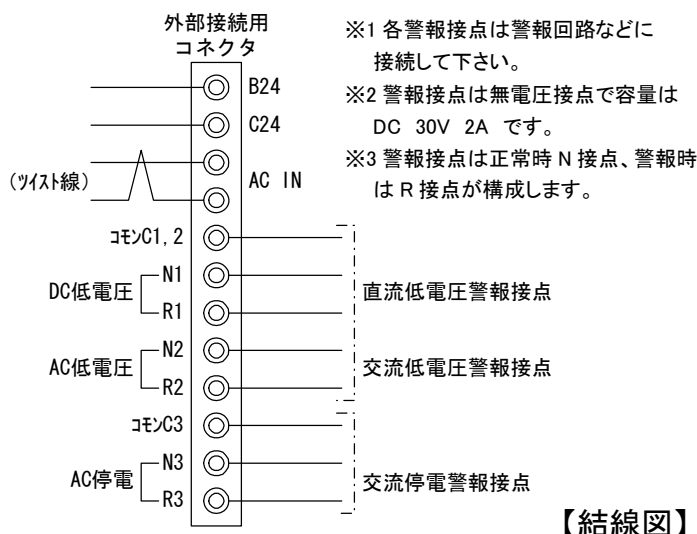 外部接続用
コネクタ
B24
C24
AC IN
(ツイスト線)
コモンC1,2
N1
DC低電圧
R1
N2
AC低電圧
R2
コモンC3
N3
AC停電
R3
※1 各警報接点は警報回路などに
接続して下さい。
※2 警報接点は無電圧接点で容量は
DC 30V 2A です。
※3 警報接点は正常時 N 接点、警報時
は R 接点が構成します。
直流低電圧警報接点
交流低電圧警報接点
交流停電警報接点
【結線図】